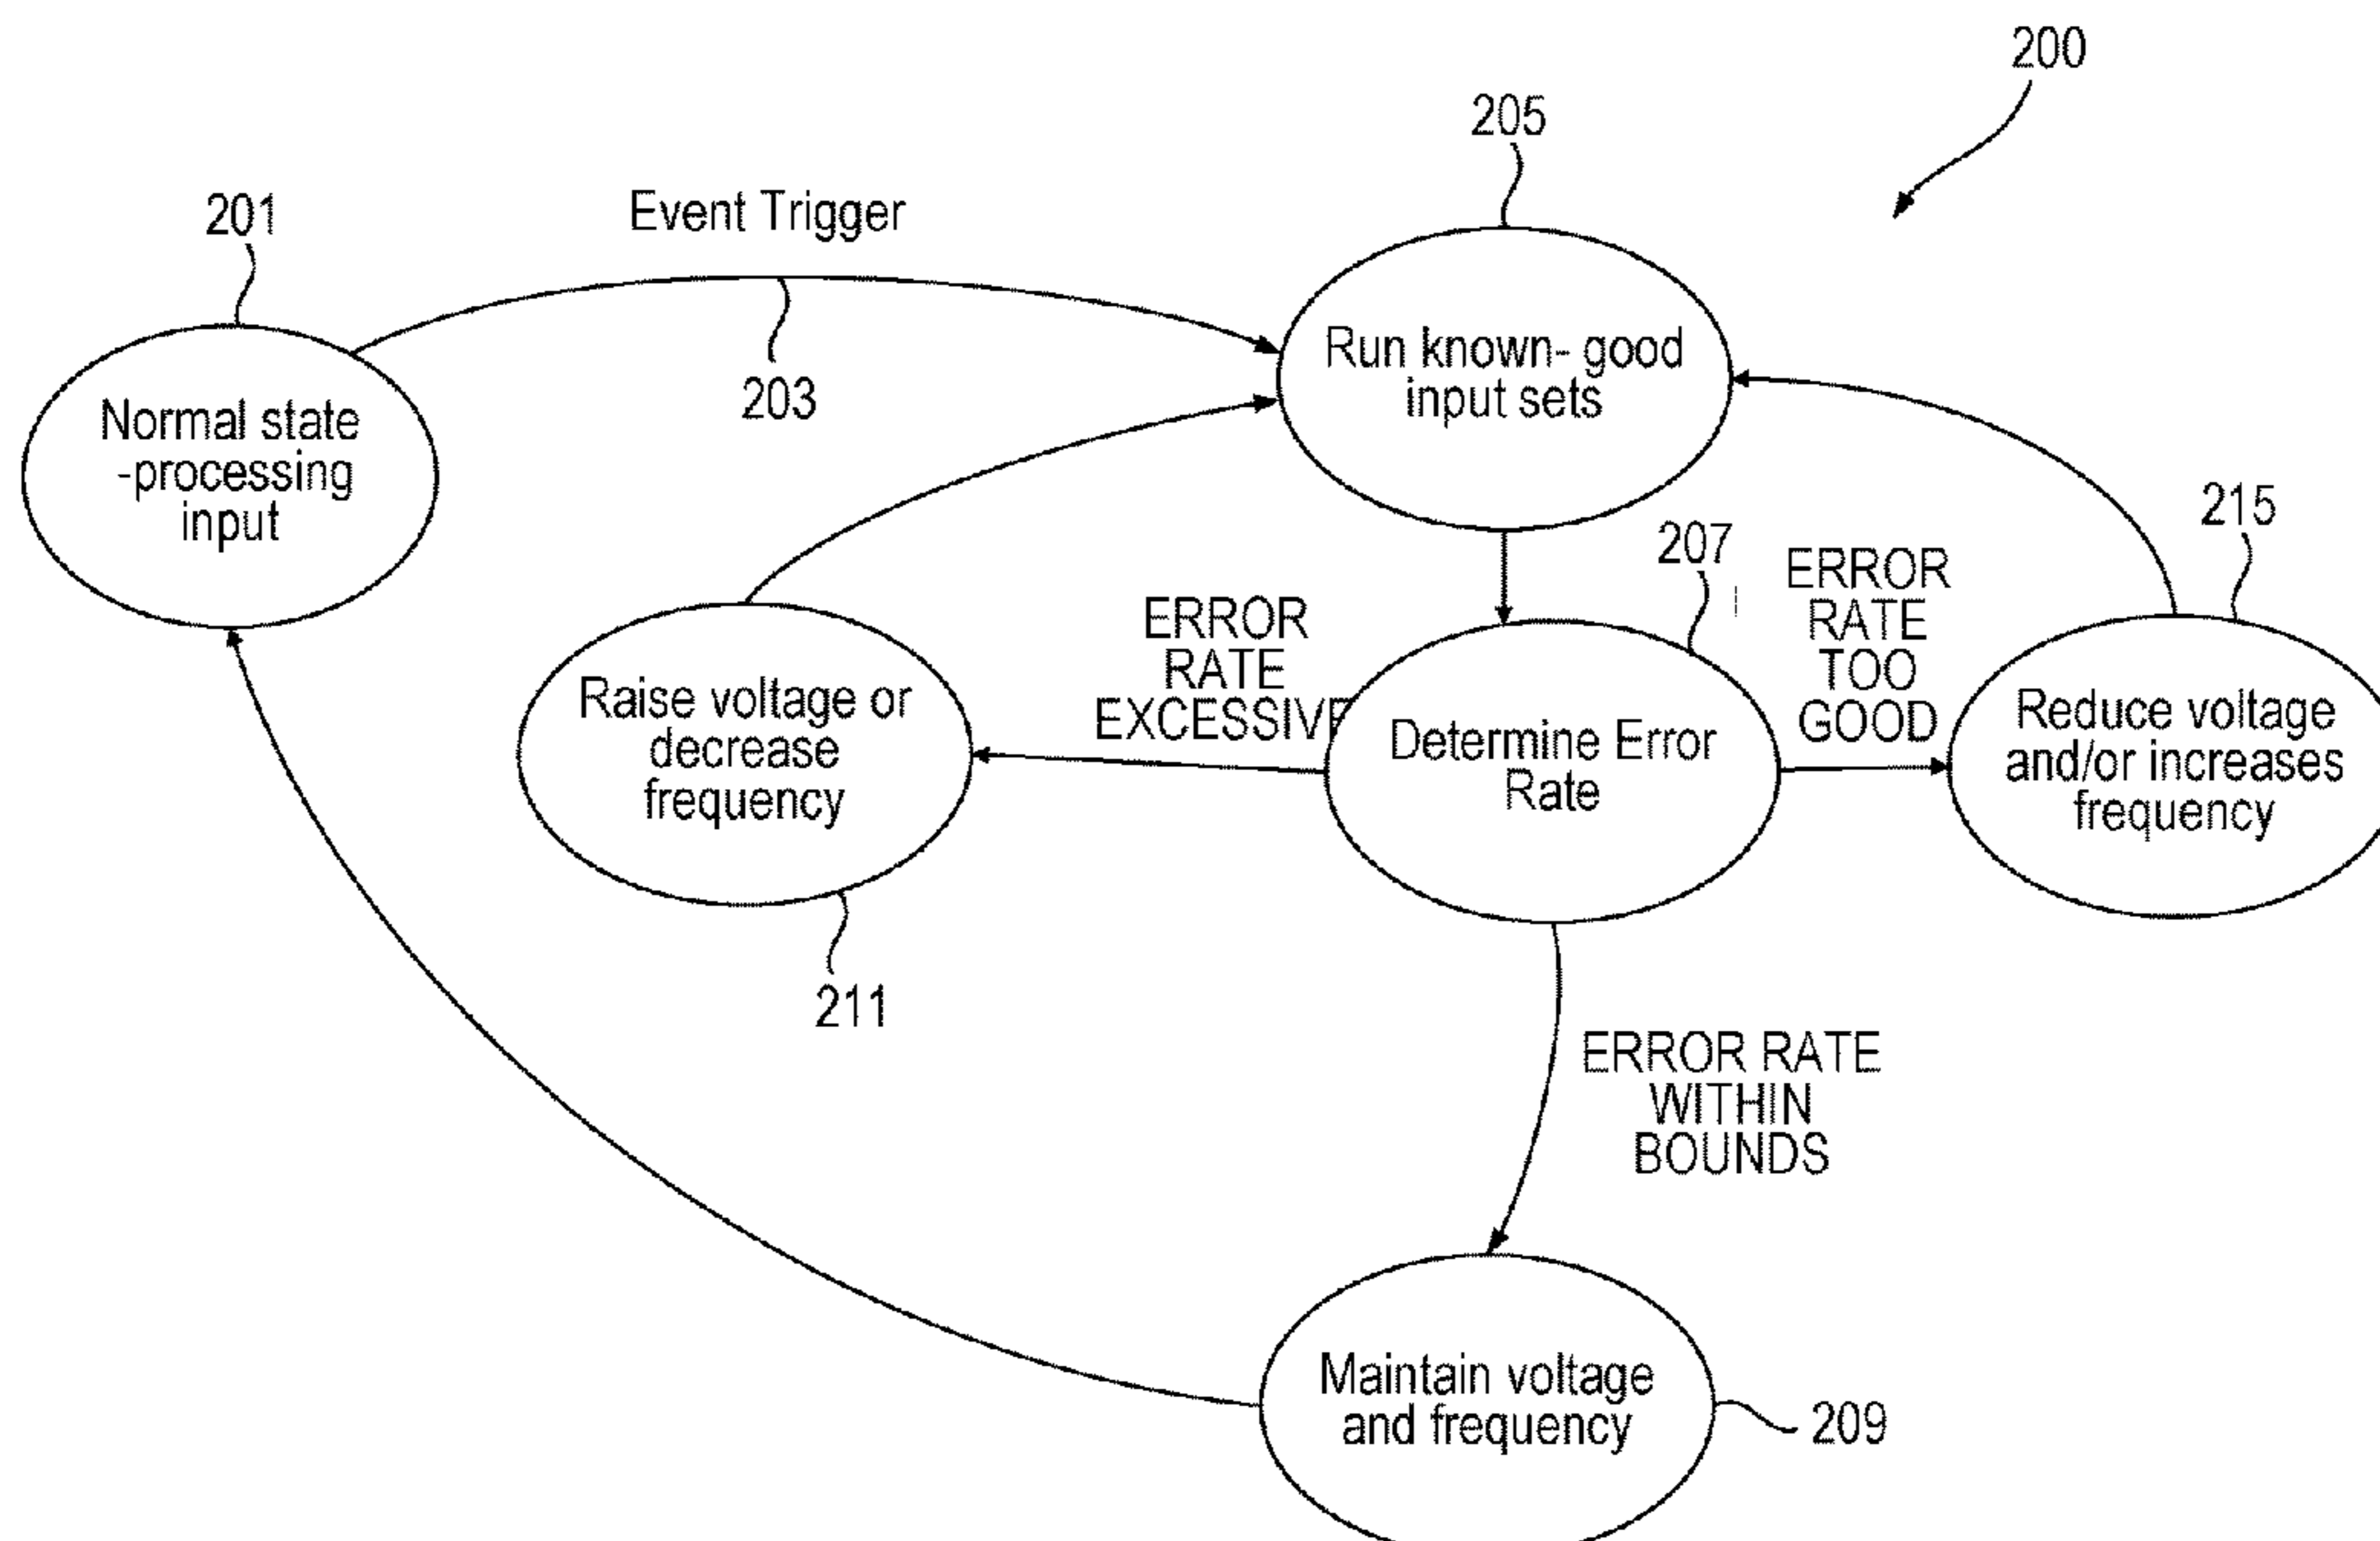 200
205
201
Event Trigger
203
Run known- good
input sets
Normal state
-processing
input
207
215
ERROR
RATE
EXCESSIVE
ERROR
RATE
TOO
GOOD
Raise voltage or
decrease
frequency
Determine Error
Rate
Reduce voltage
and/or increases
frequency
211
ERROR RATE
WITHIN
BOUNDS
Maintain voltage
and frequency
209